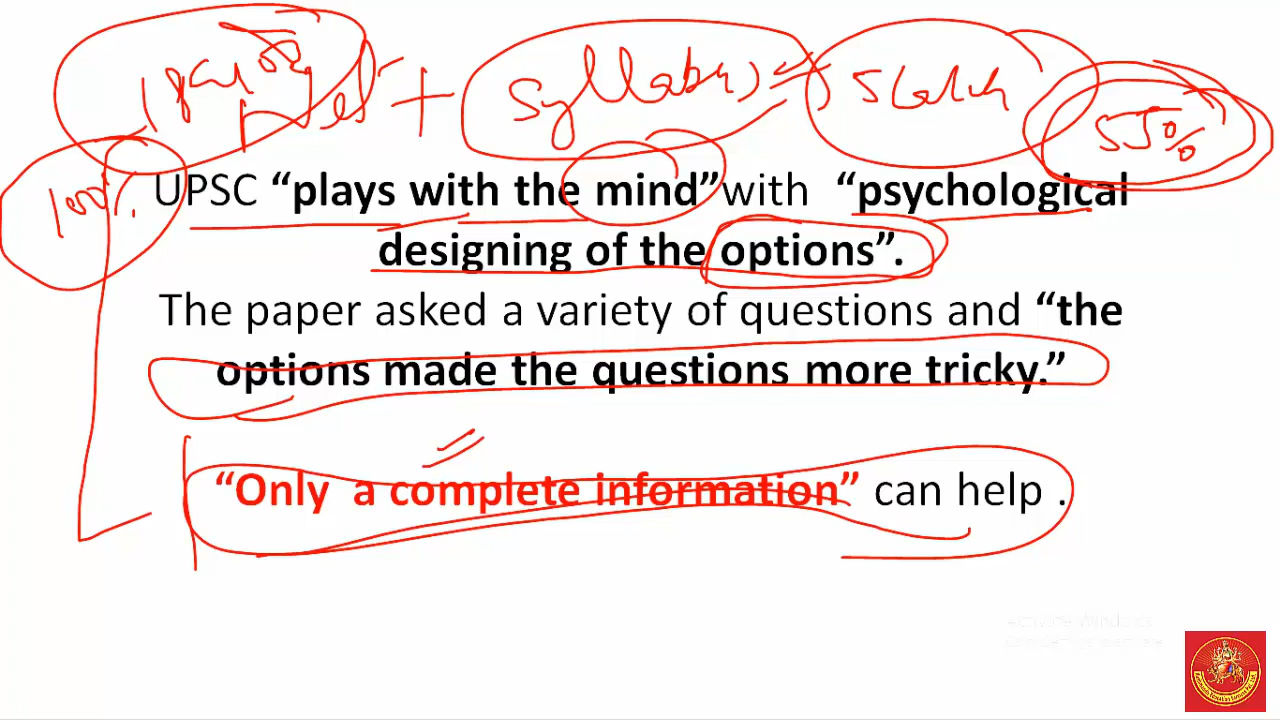 + Syllabus
55%
100%
UPSC “plays with the mind” with “psychological
designing of the options”.
The paper asked a variety of questions and “the
options made the questions more tricky.”
“Only a complete information” can help .